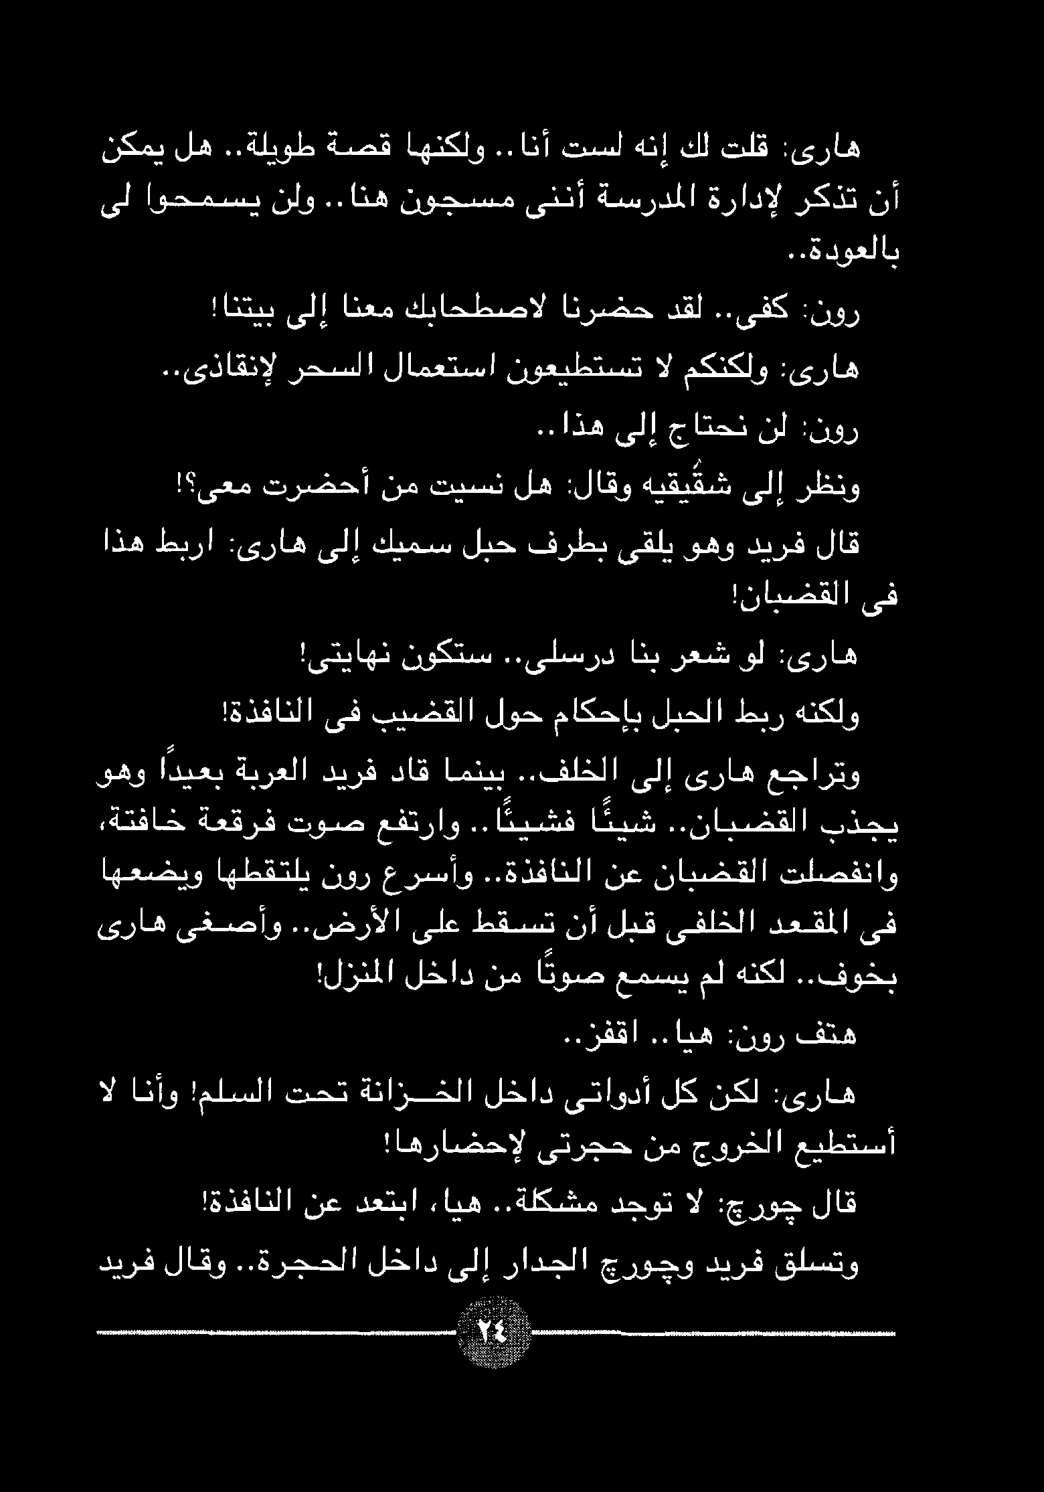 هارى: قلت لك إنه لست أنا.. ولكنها قصة طويلة.. هل يمكن
أن تذكر لإدارة المدرسة أننى مسجون هنا.. ولن يسمحوا لى
بالعودة..
رون: كفى.. لقد حضرنا لاصطحابك معنا إلى بيتنا!
هارى: ولكنكم لا تستطيعون استعمال السحر لإنقاذى..
رون: لن نحتاج إلى هذا..
ونظر إلى شقَيقيه وقال: هل نسيت من أحضرت معى؟!
قال فريد وهو يلقى بطرف حبل سميك إلى هارى: اربط هذا
فى القضبان!
هارى: لو شعر بنا درسلى.. ستكون نهايتى!
ولكنه ربط الحبل بإحكام حول القضيب فى النافذة!
وتراجع هارى إلى الخلف.. بينما قاد فريد العربة بعيداً وهو
يجذب القضبان.. شيئًا فشيئًا.. وارتفع صوت فرقعة خافتة،
وانفصلت القضبان عن النافذة.. وأسرع رون يلتقطها ويضعها
فى المقعد الخلفى قبل أن تسقط على الأرض.. وأصغى هارى
بخوف.. لكنه لم يسمع صوتًا من داخل المنزل!
هتف رون: هيا.. اقفز..
هارى: لكن كل أدواتى داخل الخزانة تحت السلم! وأنا لا
أستطيع الخروج من حجرتى لإحضارها!
قال چورچ: لا توجد مشكلة.. هيا، ابتعد عن النافذة!
وتسلق فريد وچورچ الجدار إلى داخل الحجرة.. وقال فريد
٢٤